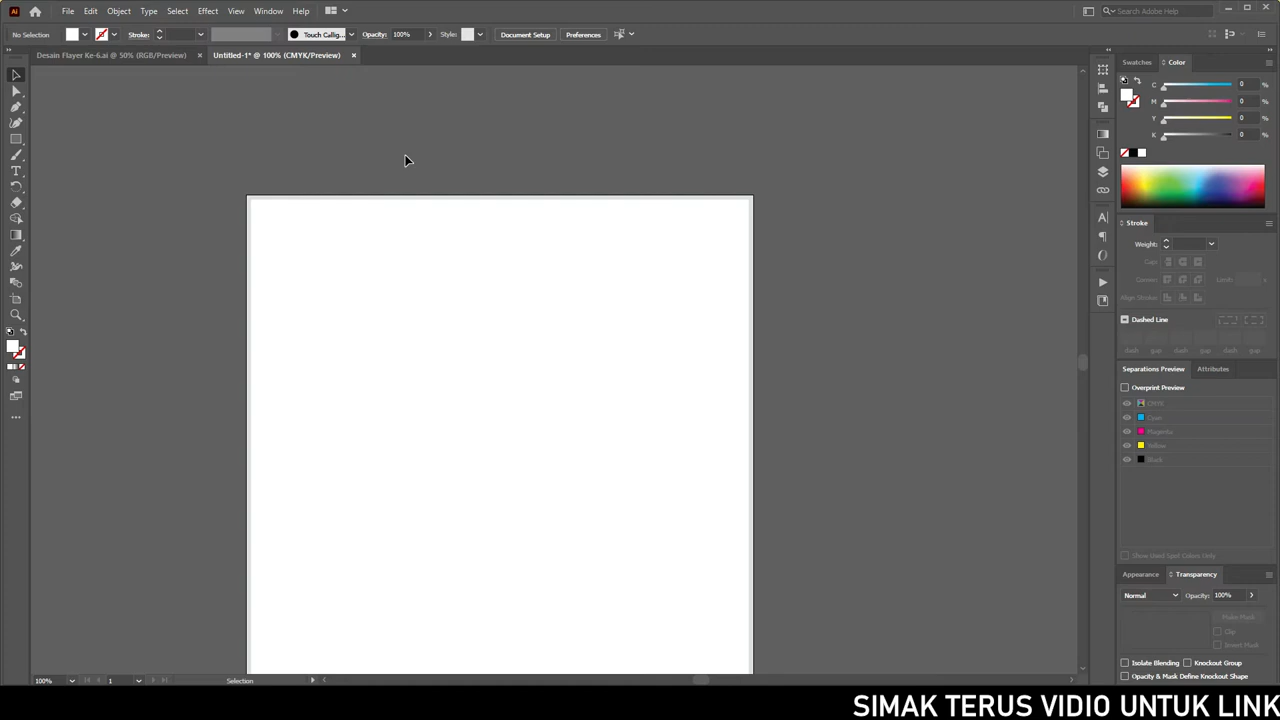 Ai File Edit Object Type Select Effect View Window Help Search Adobe Help
No Selection Stroke: Touch Callig... Opacity: 100% Style: Document Setup Preferences
Desain Flayer Ke-6.ai @ 50% (RGB/Preview) × Untitled-1* @ 100% (CMYK/Preview) ×
Swatches Color
C 0 %
M 0 %
Y 0 %
K 0 %
Stroke
Weight:
Cap:
Corner: Limit:
Align Stroke:
Dashed Line
dash gap dash gap dash gap
Separations Preview Attributes
Overprint Preview
CMYK
Cyan
Magenta
Yellow
Black
Show Used Spot Colours Only
Appearance Transparency
Normal Opacity: 100%
Make Mask
Clip
Invert Mask
Isolate Blending Knockout Group
Opacity & Mask Define Knockout Shape
100% 1 Selection
SIMAK TERUS VIDIO UNTUK LINK